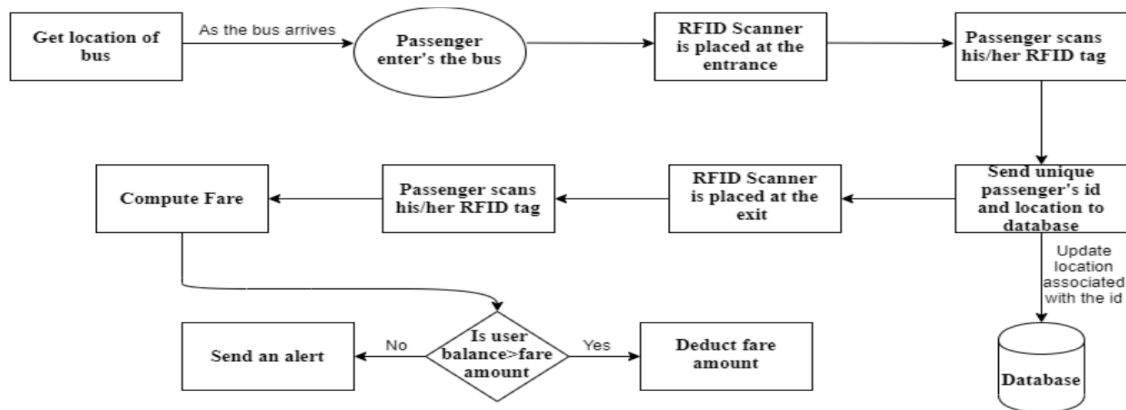 Get location of
bus
As the bus arrives
Passenger
enter's the bus
RFID Scanner
is placed at the
entrance
Passenger scans
his/her RFID tag
Compute Fare
Passenger scans
his/her RFID tag
RFID Scanner
is placed at the
exit
Send unique
passenger's id
and location to
database
Update
location
associated
with the id
Send an alert
No
Is user
balance>fare
amount
Yes
Deduct fare
amount
Database